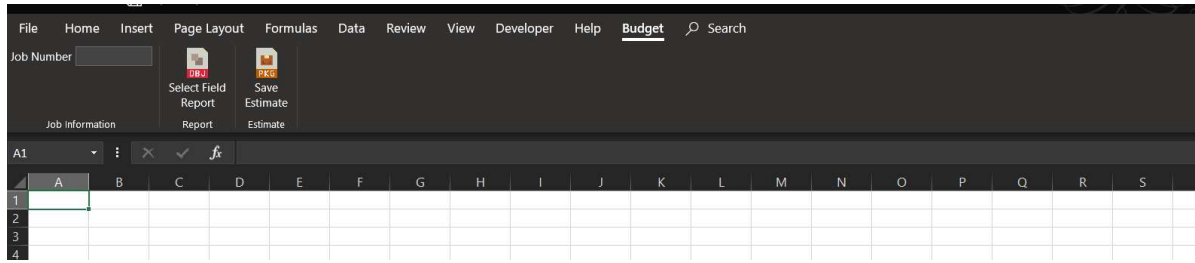 File Home Insert Page Layout Formulas Data Review View Developer Help Budget Search
Job Number
DBJ
Select Field
Report
PKG
Save
Estimate
Job Information Report Estimate
A1 fx
A B C D E F G H I J K L M N O P Q R S
1
2
3
4